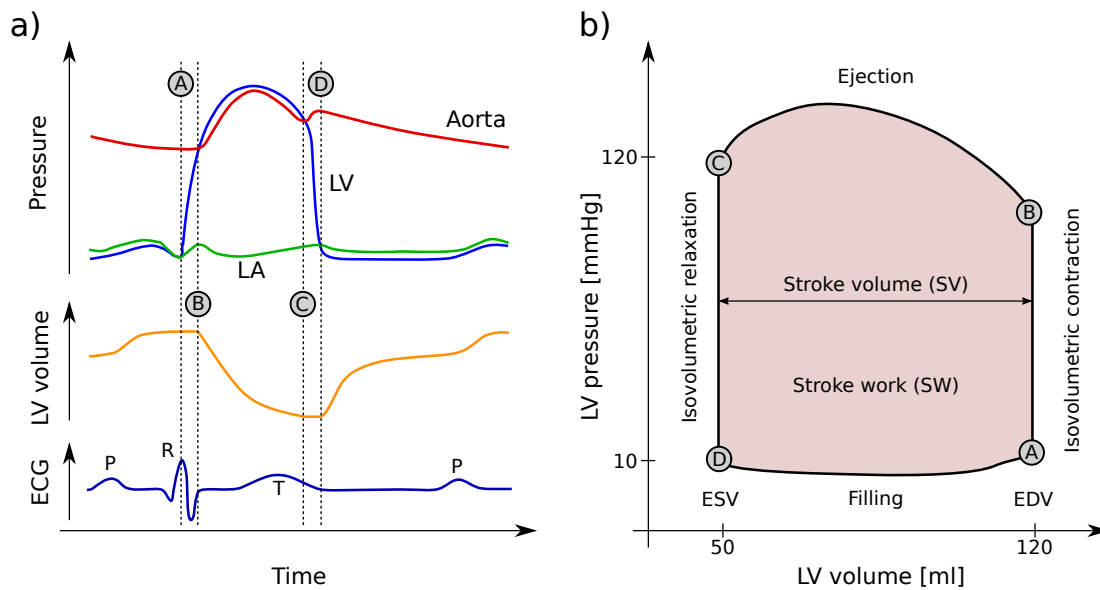 a)
Pressure
A
D
Aorta
LV
LA
B
C
LV volume
ECG
P
R
T
P
Time
b)
LV pressure [mmHg]
Ejection
120
C
B
Isovolumetric relaxation
Isovolumetric contraction
Stroke volume (SV)
Stroke work (SW)
10
D
A
ESV
Filling
EDV
50
120
LV volume [ml]